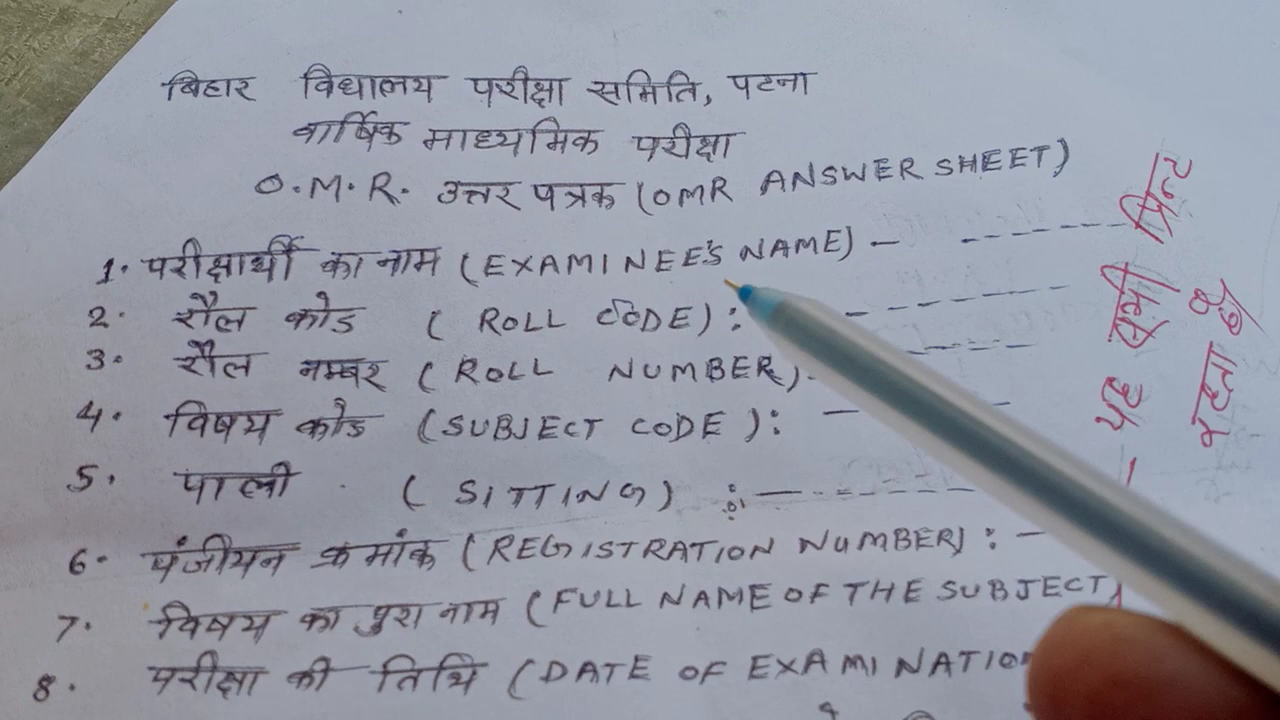 बिहार विद्यालय परीक्षा समिति, पटना
वार्षिक माध्यमिक परीक्षा
O.M.R. उत्तर पत्रक (OMR ANSWER SHEET)
1. परीक्षार्थी का नाम (EXAMINEE'S NAME) —
2. रौल कोड (ROLL CODE):
3. रौल नम्बर (ROLL NUMBER)
4. विषय कोड (SUBJECT CODE): —
5. पाली (SITTING) : —
6. पंजीयन क्रमांक (REGISTRATION NUMBER): —
7. विषय का पुरा नाम (FULL NAME OF THE SUBJECT)
8. परीक्षा की तिथि (DATE OF EXAMINATION